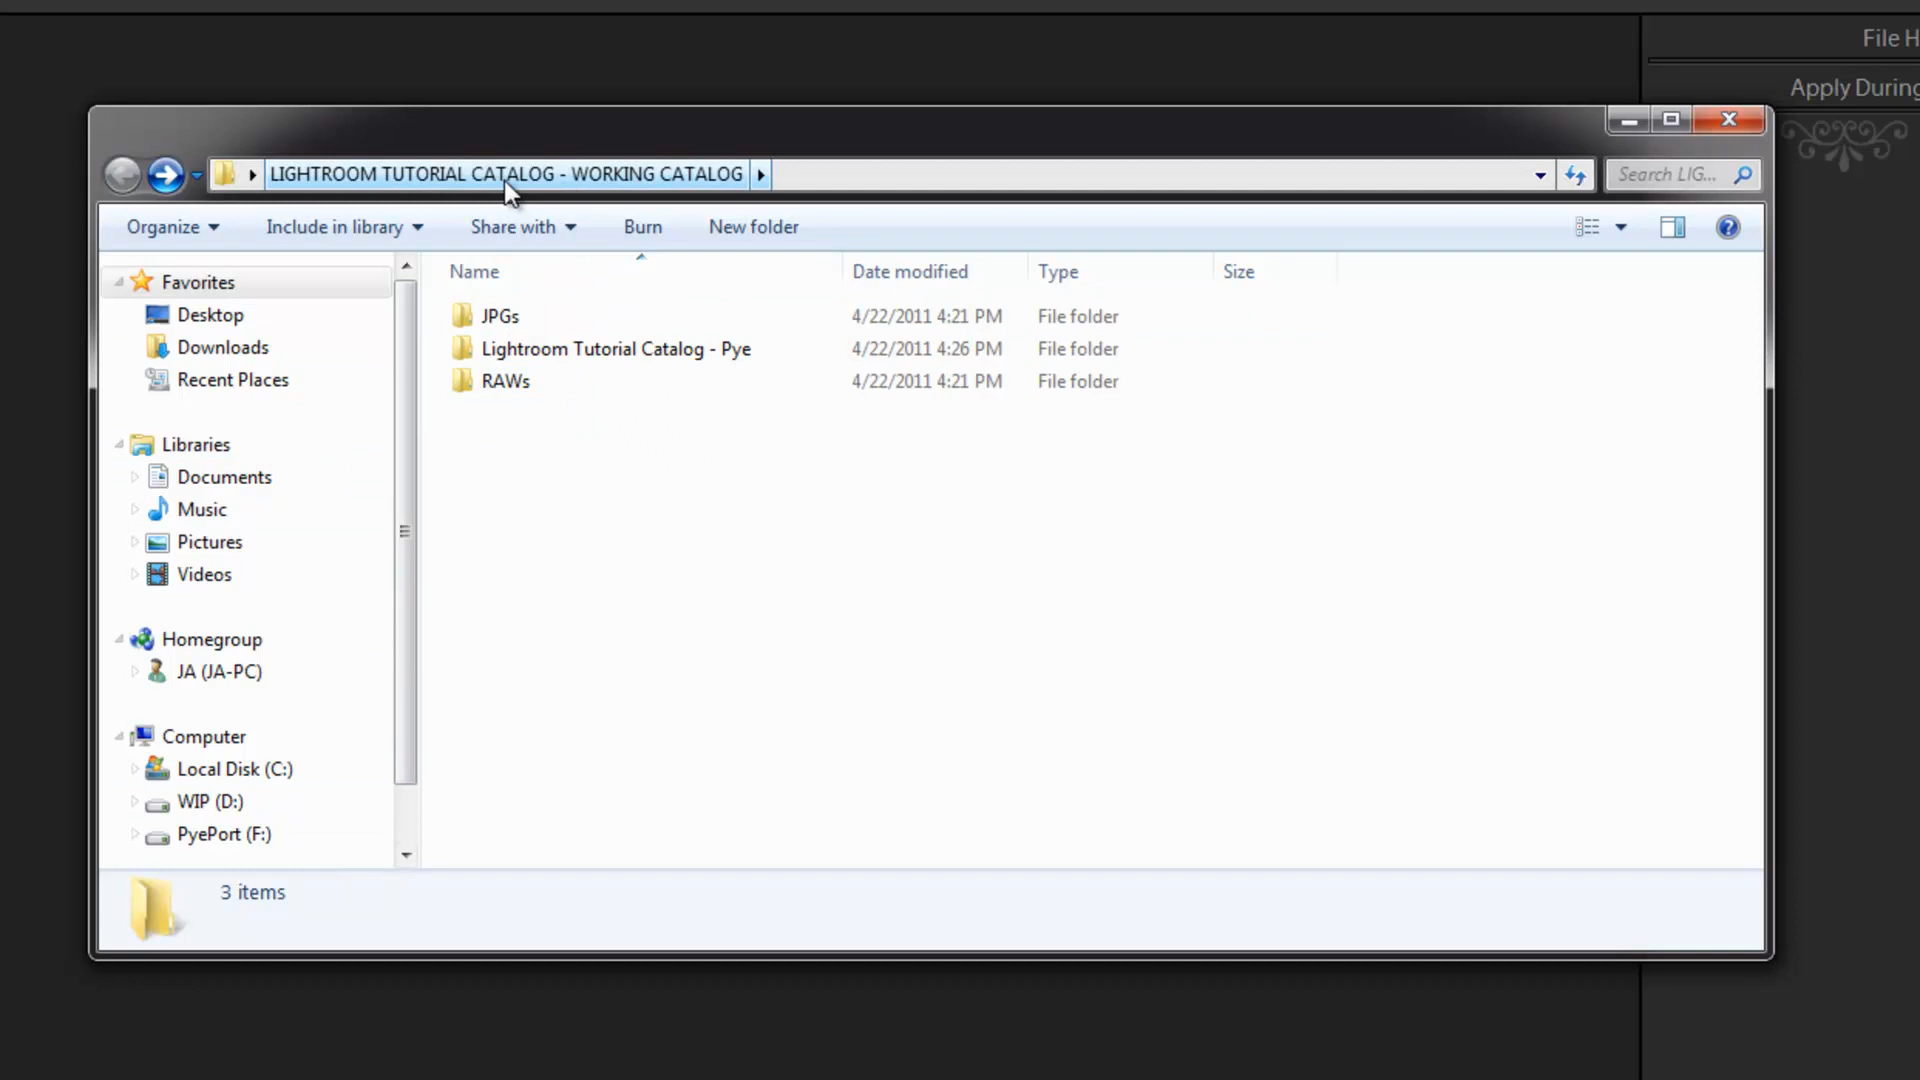 File H
Apply During
LIGHTROOM TUTORIAL CATALOG - WORKING CATALOG
Search LIG...
Organize
Include in library
Share with
Burn
New folder
Favorites
Desktop
Downloads
Recent Places
Libraries
Documents
Music
Pictures
Videos
Homegroup
JA (JA-PC)
Computer
Local Disk (C:)
WIP (D:)
PyePort (F:)
Name Date modified Type Size
JPGs 4/22/2011 4:21 PM File folder
Lightroom Tutorial Catalog - Pye 4/22/2011 4:26 PM File folder
RAWs 4/22/2011 4:21 PM File folder
3 items